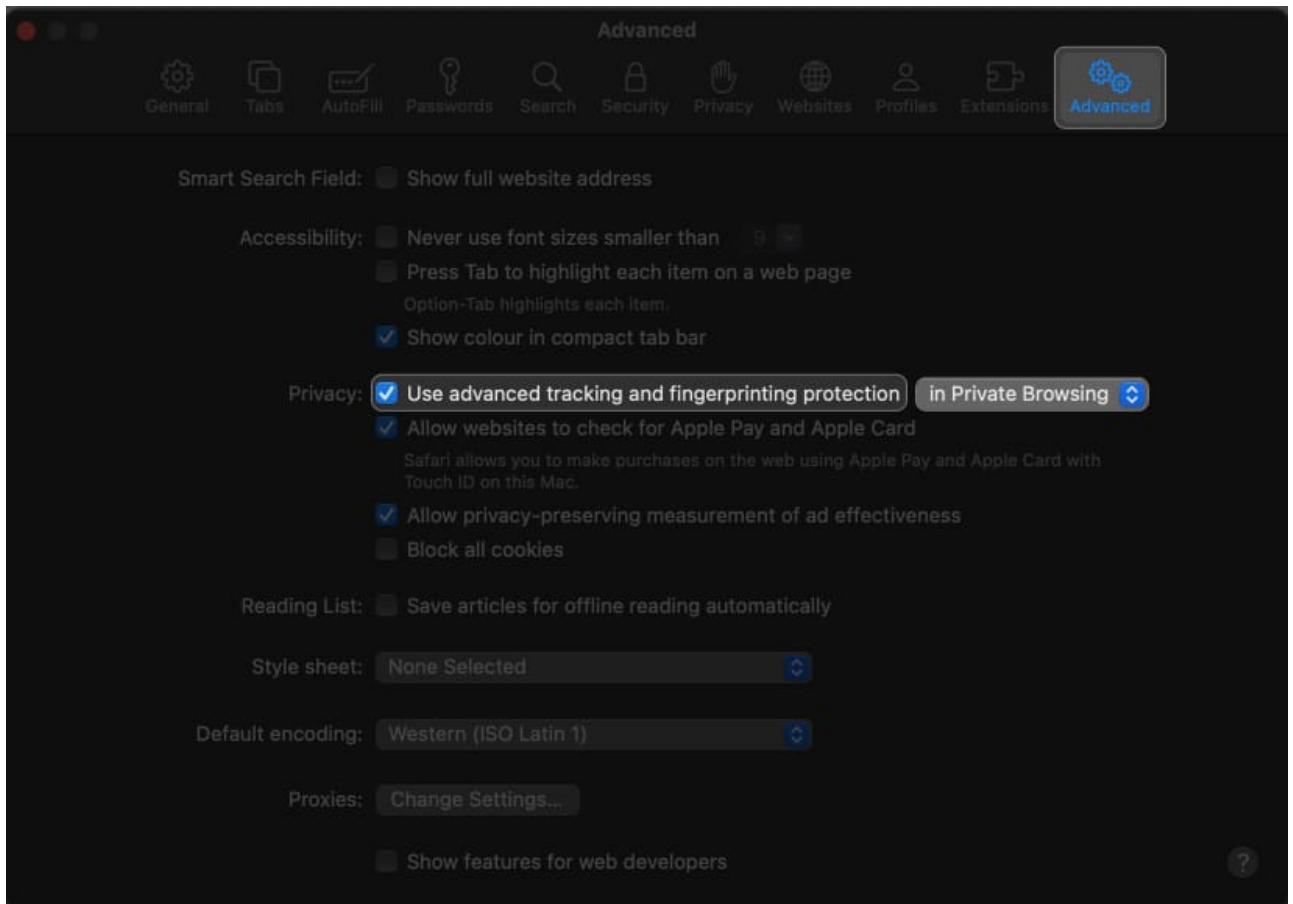 Advanced
General Tabs AutoFill Passwords Search Security Privacy Websites Profiles Extensions Advanced
Smart Search Field: Show full website address
Accessibility: Never use font sizes smaller than 9
Press Tab to highlight each item on a web page
Option-Tab highlights each item.
Show colour in compact tab bar
Privacy: Use advanced tracking and fingerprinting protection in Private Browsing
Allow websites to check for Apple Pay and Apple Card
Safari allows you to make purchases on the web using Apple Pay and Apple Card with
Touch ID on this Mac.
Allow privacy-preserving measurement of ad effectiveness
Block all cookies
Reading List: Save articles for offline reading automatically
Style sheet: None Selected
Default encoding: Western (ISO Latin 1)
Proxies: Change Settings...
Show features for web developers
?